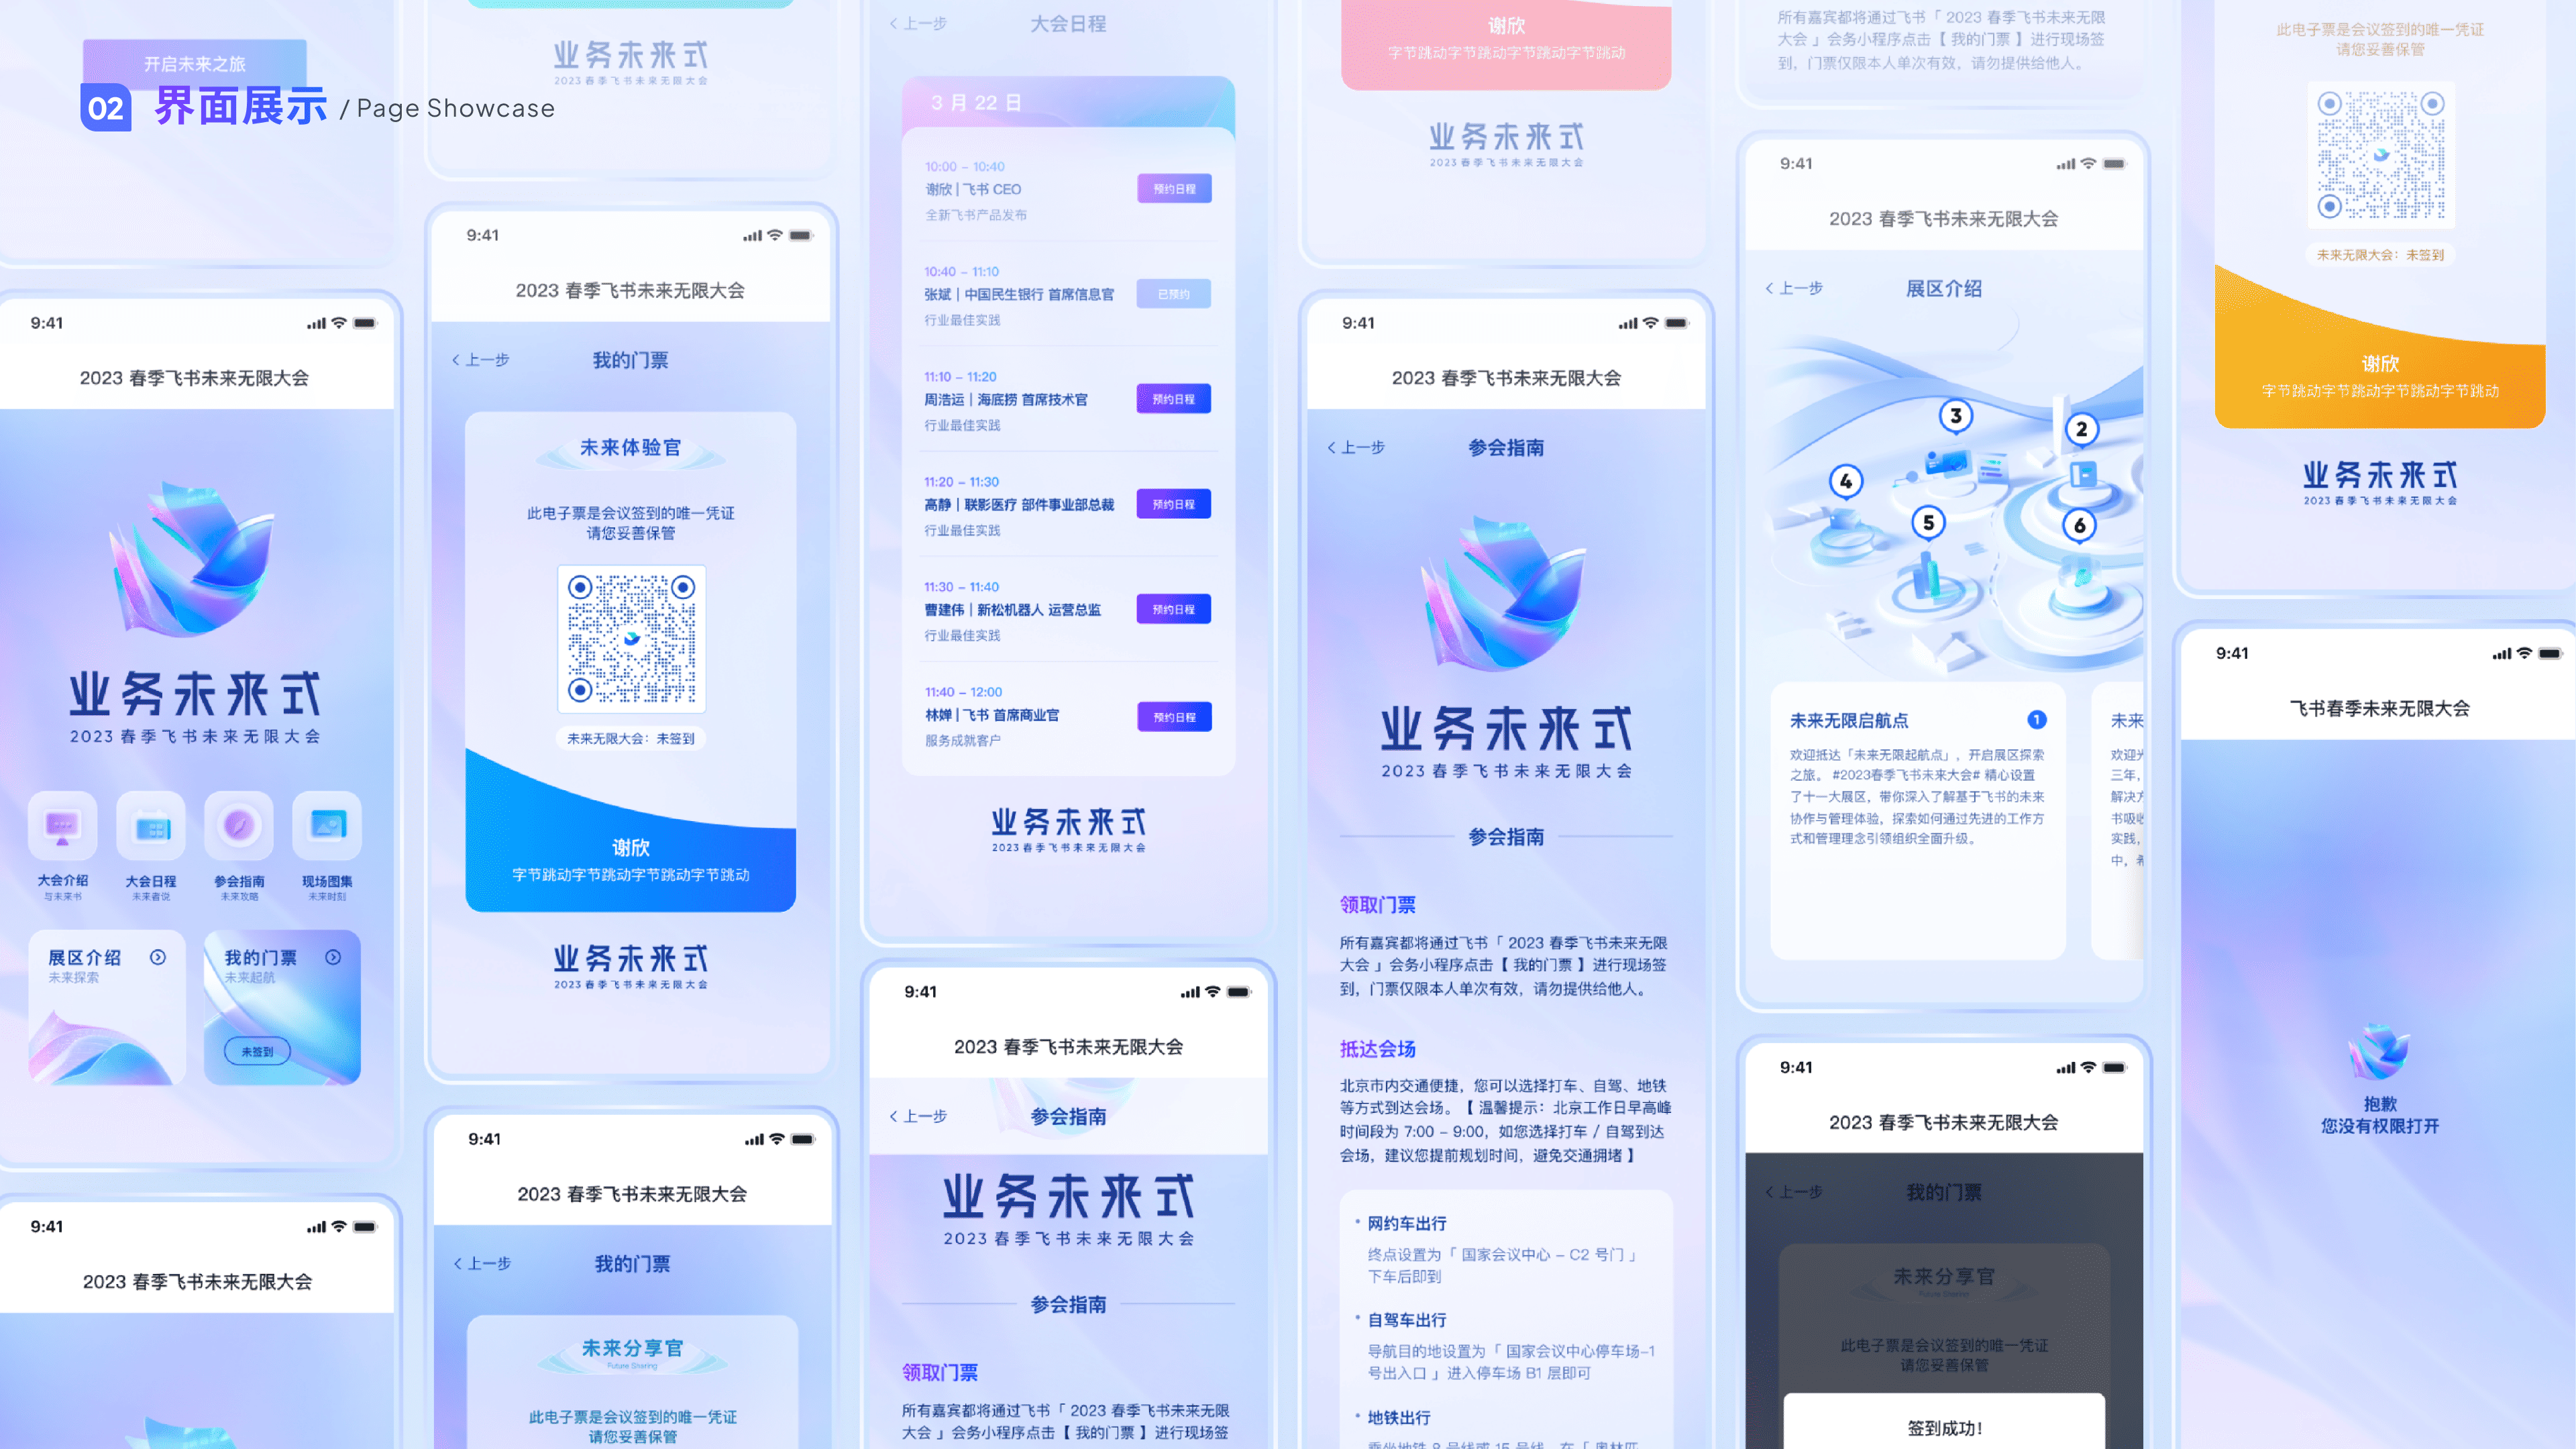 开启未来之旅
02 界面展示 / Page Showcase
9:41
2023 春季飞书未来无限大会
业务未来式
2023 春季飞书未来无限大会
大会介绍
与未来书
大会日程
未来者说
参会指南
未来攻略
现场图集
未来时刻
展区介绍
未来探索
我的门票
未来起航
未签到
9:41
2023 春季飞书未来无限大会
业务未来式
2023 春季飞书未来无限大会
9:41
2023 春季飞书未来无限大会
上一步
我的门票
未来体验官
此电子票是会议签到的唯一凭证
请您妥善保管
未来无限大会：未签到
谢欣
字节跳动字节跳动字节跳动字节跳动
业务未来式
2023 春季飞书未来无限大会
9:41
2023 春季飞书未来无限大会
上一步
我的门票
未来分享官
Future Sharing
此电子票是会议签到的唯一凭证
请您妥善保管
上一步
大会日程
3 月 22 日
10:00 – 10:40
谢欣 | 飞书 CEO
全新飞书产品发布
预约日程
10:40 – 11:10
张斌 | 中国民生银行 首席信息官
行业最佳实践
已预约
11:10 – 11:20
周浩运 | 海底捞 首席技术官
行业最佳实践
预约日程
11:20 – 11:30
高静 | 联影医疗 部件事业部总裁
行业最佳实践
预约日程
11:30 – 11:40
曹建伟 | 新松机器人 运营总监
行业最佳实践
预约日程
11:40 – 12:00
林婵 | 飞书 首席商业官
服务成就客户
预约日程
业务未来式
2023 春季飞书未来无限大会
9:41
2023 春季飞书未来无限大会
上一步
参会指南
业务未来式
2023 春季飞书未来无限大会
参会指南
领取门票
所有嘉宾都将通过飞书「 2023 春季飞书未来无限
大会 」会务小程序点击【 我的门票 】进行现场签
谢欣
字节跳动字节跳动字节跳动字节跳动
业务未来式
2023 春季飞书未来无限大会
9:41
2023 春季飞书未来无限大会
上一步
参会指南
业务未来式
2023 春季飞书未来无限大会
参会指南
领取门票
所有嘉宾都将通过飞书「 2023 春季飞书未来无限
大会 」会务小程序点击【 我的门票 】进行现场签
到，门票仅限本人单次有效，请勿提供给他人。
抵达会场
北京市内交通便捷，您可以选择打车、自驾、地铁
等方式到达会场。【 温馨提示：北京工作日早高峰
时间段为 7:00 – 9:00，如您选择打车 / 自驾到达
会场，建议您提前规划时间，避免交通拥堵 】
网约车出行
终点设置为「 国家会议中心 – C2 号门 」
下车后即到
自驾车出行
导航目的地设置为「 国家会议中心停车场–1
号出入口 」进入停车场 B1 层即可
地铁出行
所有嘉宾都将通过飞书「 2023 春季飞书未来无限
大会 」会务小程序点击【 我的门票 】进行现场签
到，门票仅限本人单次有效，请勿提供给他人。
9:41
2023 春季飞书未来无限大会
上一步
展区介绍
3
2
4
5
6
未来无限启航点
1
欢迎抵达「未来无限起航点」，开启展区探索
之旅。 #2023春季飞书未来大会# 精心设置
了十一大展区，带你深入了解基于飞书的未来
协作与管理体验，探索如何通过先进的工作方
式和管理理念引领组织全面升级。
未来
欢迎
三年，
解决
书吸
实践，
中，
9:41
2023 春季飞书未来无限大会
上一步
我的门票
未来分享官
Future Sharing
此电子票是会议签到的唯一凭证
请您妥善保管
签到成功!
此电子票是会议签到的唯一凭证
请您妥善保管
未来无限大会：未签到
谢欣
字节跳动字节跳动字节跳动字节跳动
业务未来式
2023 春季飞书未来无限大会
9:41
飞书春季未来无限大会
抱歉
您没有权限打开